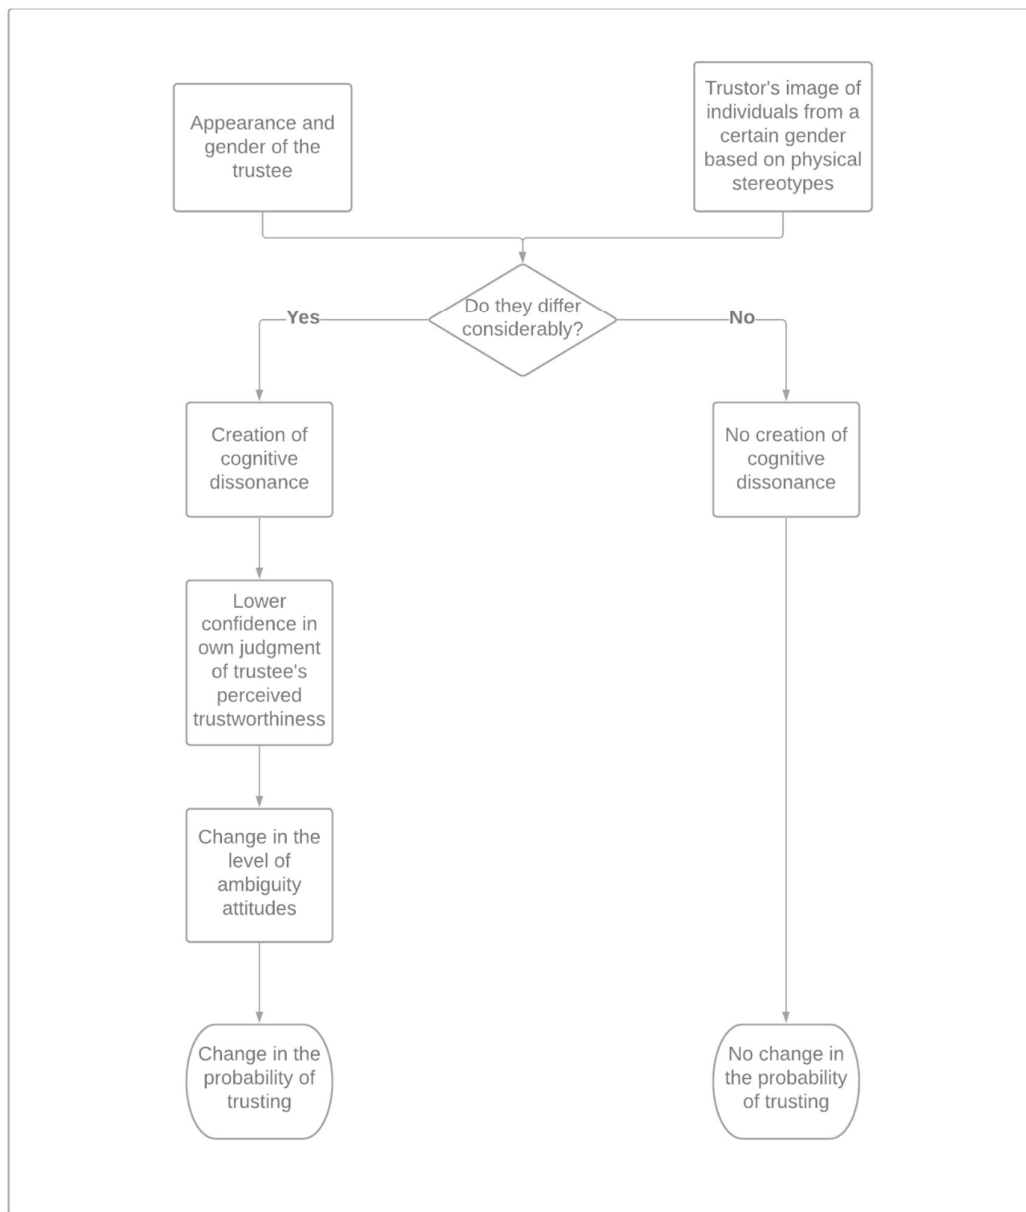 Appearance and
gender of the
trustee
Trustor's image of
individuals from a
certain gender
based on physical
stereotypes
Do they differ
considerably?
Yes
No
Creation of
cognitive
dissonance
No creation of
cognitive
dissonance
Lower
confidence in
own judgment
of trustee's
perceived
trustworthiness
Change in the
level of
ambiguity
attitudes
Change in the
probability of
trusting
No change in
the probability
of trusting